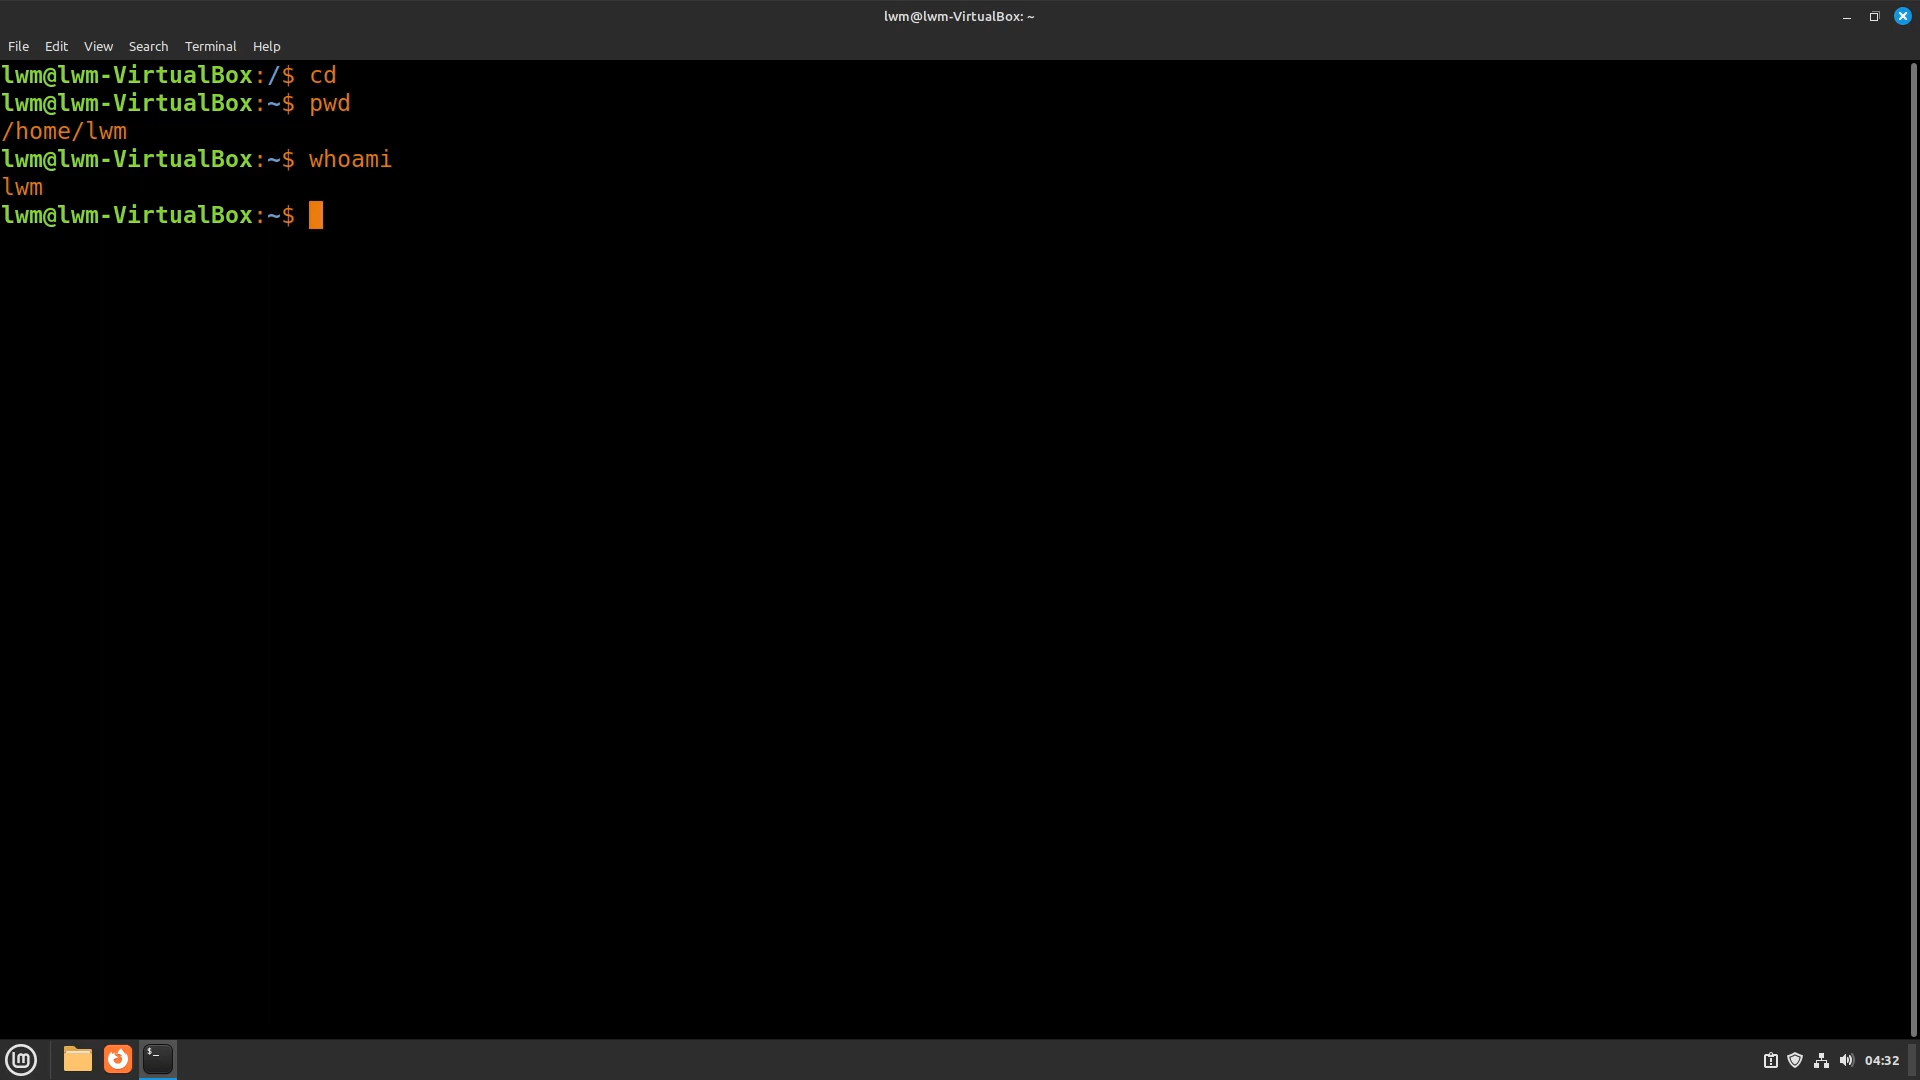 lwm@lwm-VirtualBox: ~
File Edit View Search Terminal Help
lwm@lwm-VirtualBox:/$ cd
lwm@lwm-VirtualBox:~$ pwd
/home/lwm
lwm@lwm-VirtualBox:~$ whoami
lwm
lwm@lwm-VirtualBox:~$
$_
lm
04:32